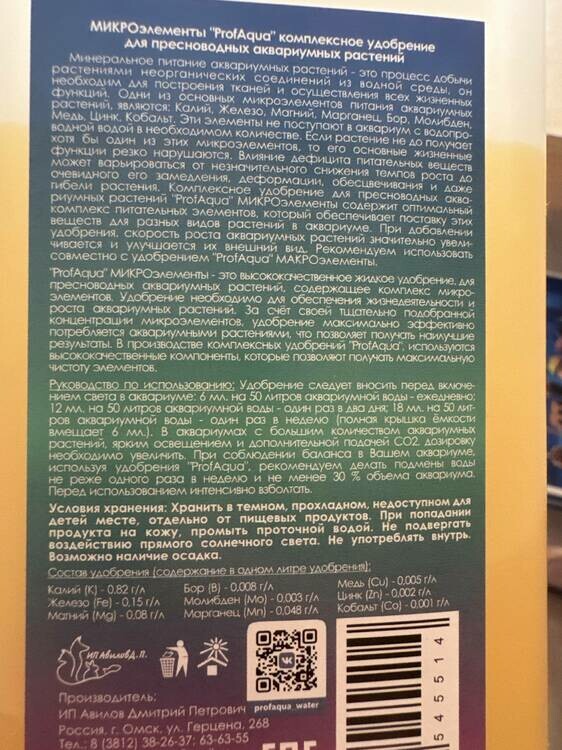 МИКРОэлементы "ProfAqua" комплексное удобрение
для пресноводных аквариумных растений
Минеральное питание аквариумных растений - это процесс добычи
растениями неорганических соединений из водной среды, он
необходим для построения тканей и осуществления всех жизненных
функций. Одни из основных микроэлементов питания аквариумных
растений, являются: Калий, Железо, Магний, Марганец, Бор, Молибден,
Медь, Цинк, Кобальт. Эти элементы не поступают в аквариум с водопро-
водной водой в необходимом количестве. Если растение не до получает
хотя бы один из этих микроэлементов, то его основные жизненные
функции резко нарушаются. Влияние дефицита питательных веществ
может варьироваться от незначительного снижения темпов роста до
очевидного его замедления, деформации, обесцвечивания и даже
гибели растения. Комплексное удобрение для пресноводных аква-
риумных растений "ProfAqua" МИКРОэлементы содержит оптимальный
комплекс питательных элементов, который обеспечивает поставку этих
веществ для разных видов растений в аквариуме. При добавлении
удобрения, скорость роста аквариумных растений значительно увели-
чивается и улучшается их внешний вид. Рекомендуем использовать
совместно с удобрением "ProfAqua" МАКРОэлементы.
"ProfAqua" МИКРОэлементы - это высококачественное жидкое удобрение, для
пресноводных аквариумных растений, содержащее комплекс микро-
элементов. Удобрение необходимо для обеспечения жизнедеятельности и
роста аквариумных растений. За счёт своей тщательно подобранной
концентрации микроэлементов, удобрение максимально эффективно
потребляется аквариумными растениями, что позволяет получать наилучшие
результаты. В производстве комплексных удобрений "ProfAqua", используются
высококачественные компоненты, которые позволяют получать максимальную
чистоту элементов.
Руководство по использованию: Удобрение следует вносить перед включе-
нием света в аквариуме: 6 мл. на 50 литров аквариумной воды - ежедневно;
12 мл. на 50 литров аквариумной воды - один раз в два дня; 18 мл. на 50 лит-
ров аквариумной воды - один раз в неделю (полная крышка ёмкости
вмещает 6 мл.). В аквариумах с большим количеством аквариумных
растений, ярким освещением и дополнительной подачей CO2, дозировку
необходимо увеличить. При соблюдении баланса в Вашем аквариуме,
используя удобрения "ProfAqua", рекомендуем делать подмены воды
не реже одного раза в неделю и не менее 30 % объема аквариума.
Перед использованием интенсивно взболтать.
Условия хранения: Хранить в темном, прохладном, недоступном для
детей месте, отдельно от пищевых продуктов. При попадании
продукта на кожу, промыть проточной водой. Не подвергать
воздействию прямого солнечного света. Не употреблять внутрь.
Возможно наличие осадка.
Состав удобрения (содержание в одном литре удобрения):
Калий (K) - 0.82 г/л Бор (B) - 0,008 г/л Медь (Cu) - 0,005 г/л
Железо (Fe) - 0,15 г/л Молибден (Mo) - 0,003 г/л Цинк (Zn) - 0,002 г/л
Магний (Mg) - 0,08 г/л Марганец (Mn) - 0,048 г/л Кобальт (Co) - 0,001 г/л
ИП Авилов Д. П.
profaqua_water
Производитель:
ИП Авилов Дмитрий Петрович
Россия, г. Омск, ул. Герцена, 268
Тел.: 8 (3812) 38-26-37; 63-63-55
545514